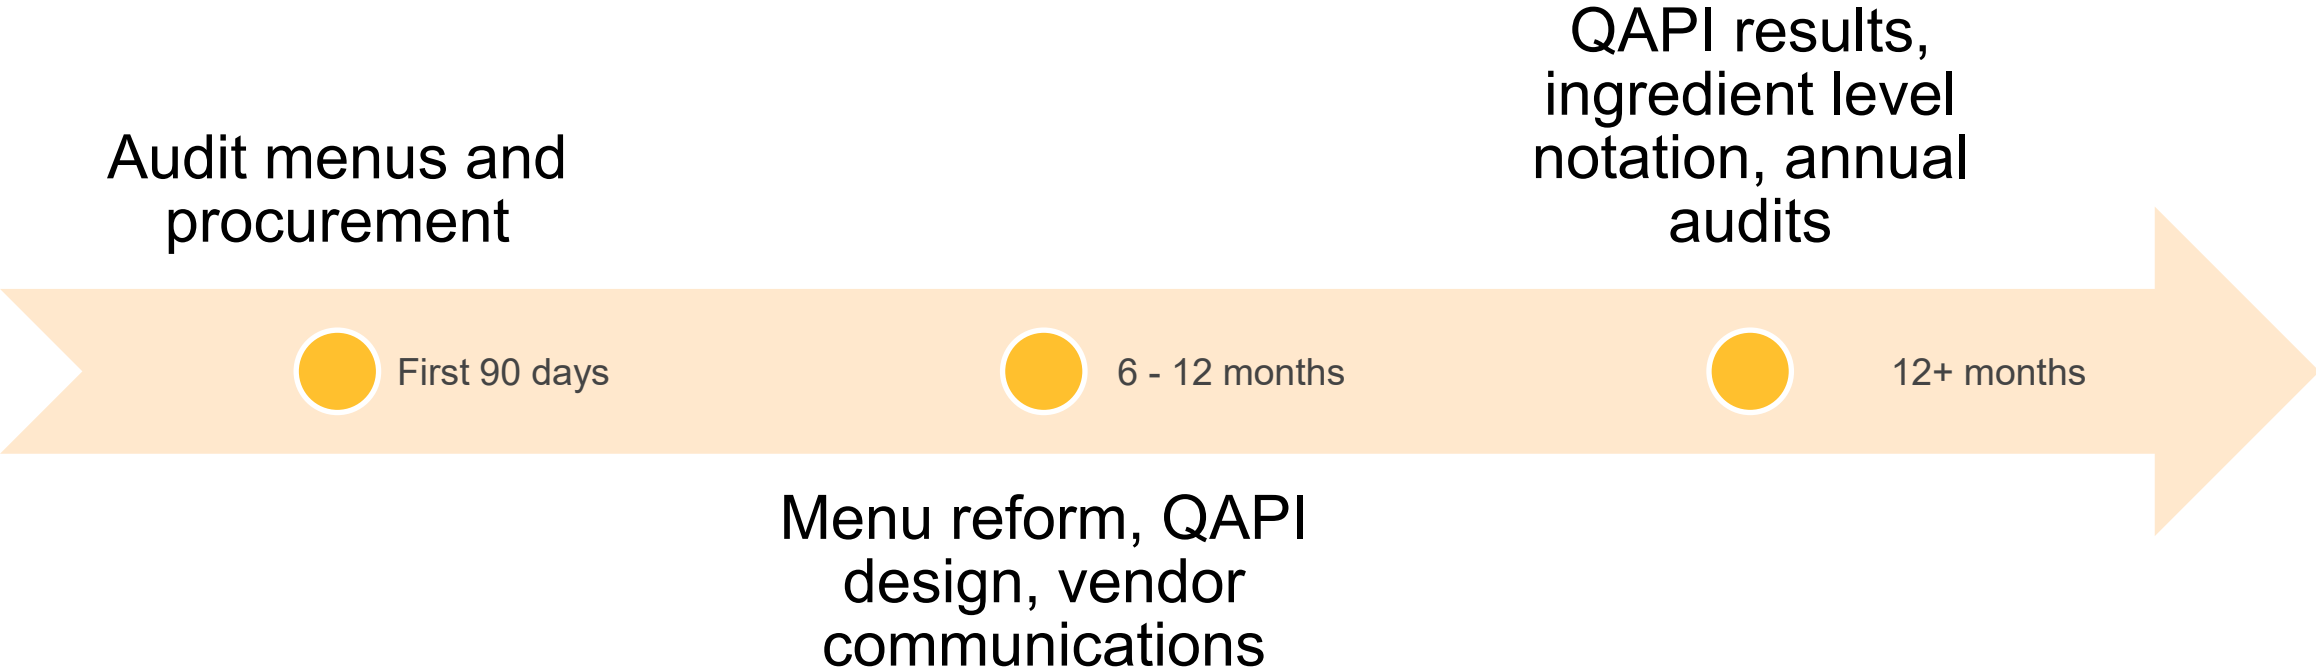 Audit menus and
procurement
First 90 days
Menu reform, QAPI
design, vendor
communications
6 - 12 months
QAPI results,
ingredient level
notation, annual
audits
12+ months